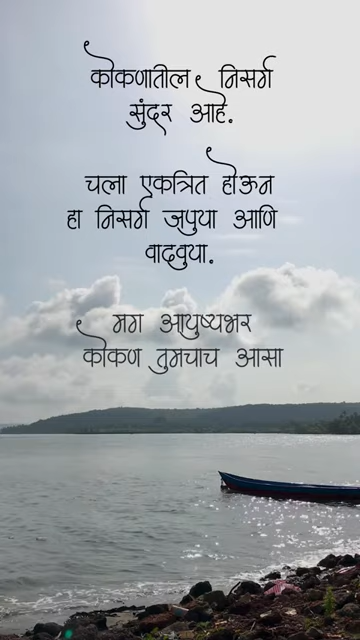 कोकणातील निसर्ग
सुंदर आहे.
चला एकत्रित होऊन
हा निसर्ग जपुया आणि
वाढवुया.
मग आयुष्यभर
कोकण तुमचाच आसा